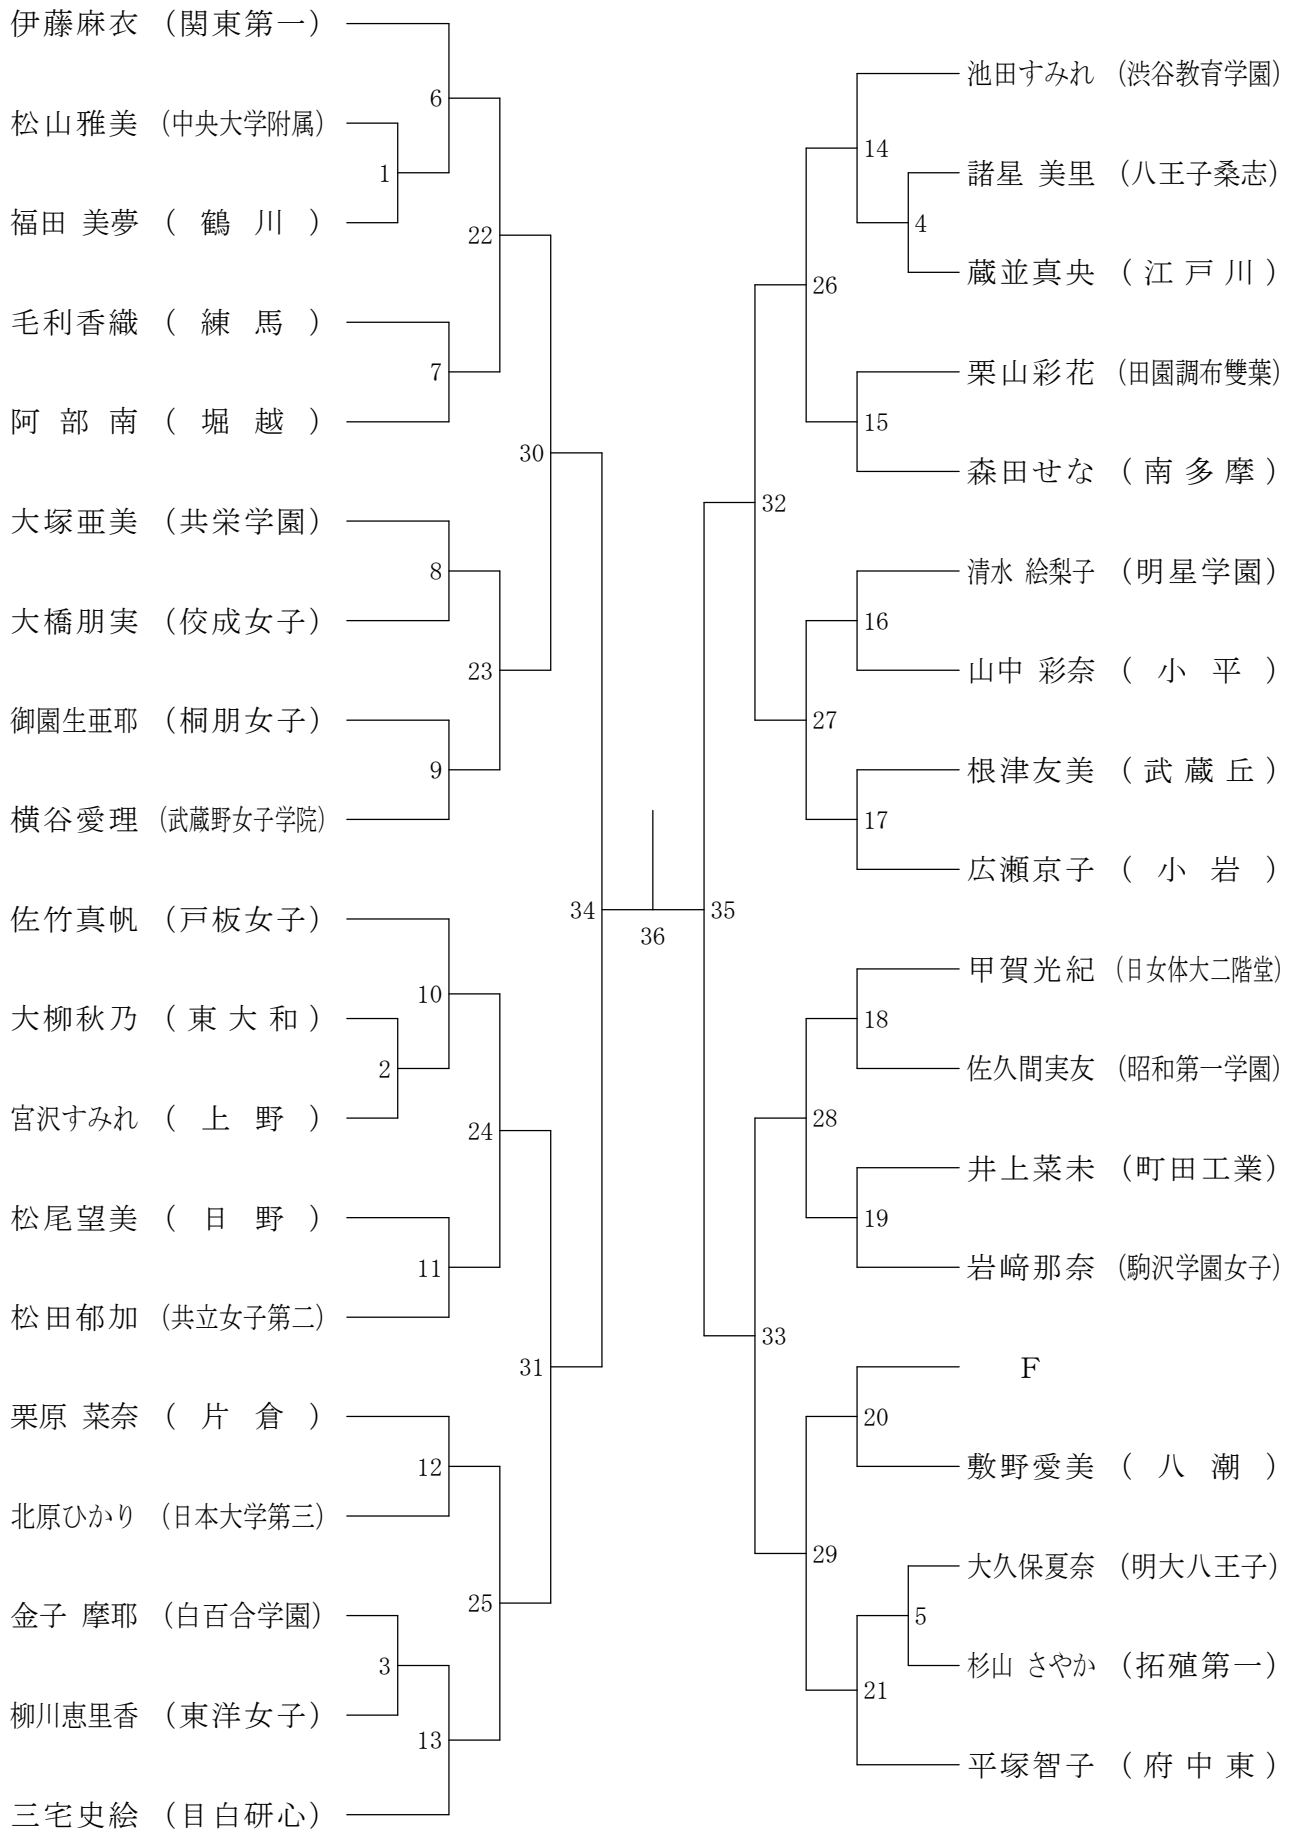 伊藤麻衣 (関東第一)
松山雅美 (中央大学附属)
福田 美夢 ( 鶴 川 )
毛利香織 ( 練 馬 )
阿 部 南 ( 堀 越 )
大塚亜美 (共栄学園)
大橋朋実 (佼成女子)
御園生亜耶 (桐朋女子)
横谷愛理 (武蔵野女子学院)
佐竹真帆 (戸板女子)
大柳秋乃 ( 東 大 和 )
宮沢すみれ ( 上 野 )
松尾望美 ( 日 野 )
松田郁加 (共立女子第二)
栗原 菜奈 ( 片 倉 )
北原ひかり (日本大学第三)
金子 摩耶 (白百合学園)
柳川恵里香 (東洋女子)
三宅史絵 (目白研心)
1
2
3
6
7
8
9
10
11
12
13
22
23
24
25
30
31
34
36
35
32
33
26
27
28
29
14
15
16
17
18
19
20
21
4
5
池田すみれ (渋谷教育学園)
諸星 美里 (八王子桑志)
蔵並真央 ( 江 戸 川 )
栗山彩花 (田園調布雙葉)
森田せな ( 南 多 摩 )
清水 絵梨子 (明星学園)
山中 彩奈 ( 小 平 )
根津友美 ( 武 蔵 丘 )
広瀬京子 ( 小 岩 )
甲賀光紀 (日女体大二階堂)
佐久間実友 (昭和第一学園)
井上菜未 (町田工業)
岩﨑那奈 (駒沢学園女子)
F
敷野愛美 ( 八 潮 )
大久保夏奈 (明大八王子)
杉山 さやか (拓殖第一)
平塚智子 ( 府 中 東 )